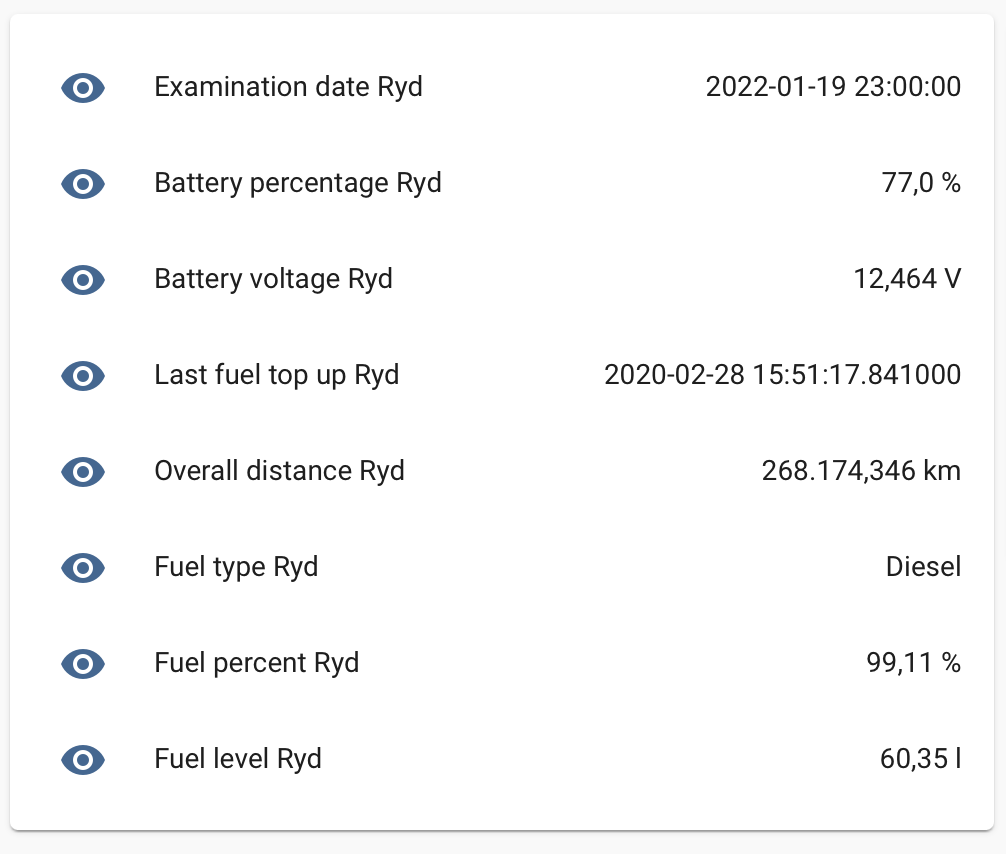 Examination date Ryd 2022-01-19 23:00:00
Battery percentage Ryd 77,0 %
Battery voltage Ryd 12,464 V
Last fuel top up Ryd 2020-02-28 15:51:17.841000
Overall distance Ryd 268.174,346 km
Fuel type Ryd Diesel
Fuel percent Ryd 99,11 %
Fuel level Ryd 60,35 l